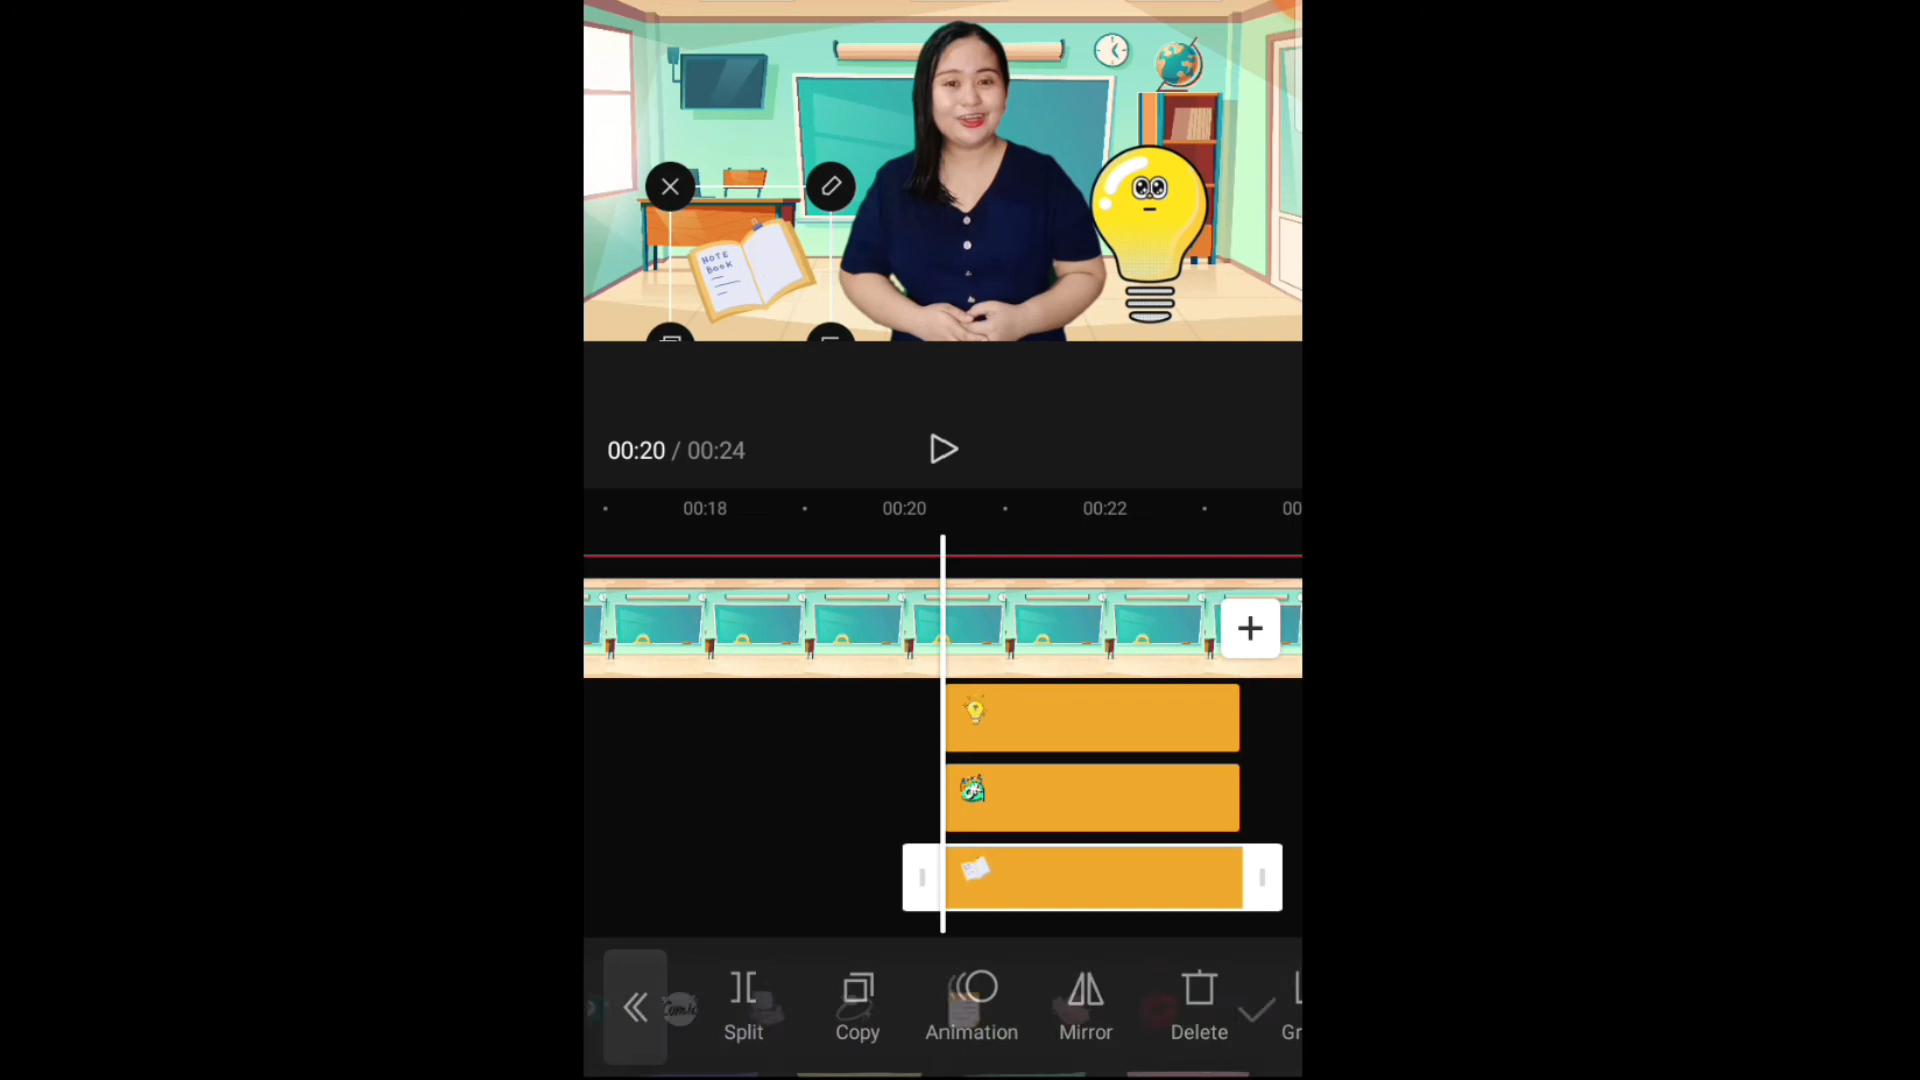 NOTE
Book
00:20 / 00:24
00:18
00:20
00:22
00
Comic
Split
Copy
Animation
Mirror
Delete
Gr